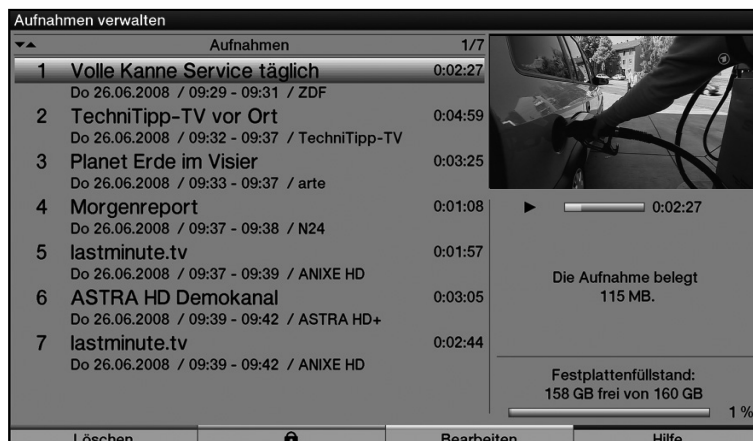 Aufnahmen verwalten
Aufnahmen 1/7
1 Volle Kanne Service täglich 0:02:27
Do 26.06.2008 / 09:29 - 09:31 / ZDF
2 TechniTipp-TV vor Ort 0:04:59
Do 26.06.2008 / 09:32 - 09:37 / TechniTipp-TV
3 Planet Erde im Visier 0:03:25
Do 26.06.2008 / 09:33 - 09:37 / arte
4 Morgenreport 0:01:08
Do 26.06.2008 / 09:37 - 09:38 / N24
5 lastminute.tv 0:01:57
Do 26.06.2008 / 09:37 - 09:39 / ANIXE HD
6 ASTRA HD Demokanal 0:03:05
Do 26.06.2008 / 09:39 - 09:42 / ASTRA HD+
7 lastminute.tv 0:02:44
Do 26.06.2008 / 09:39 - 09:42 / ANIXE HD
0:02:27
Die Aufnahme belegt
115 MB.
Festplattenfüllstand:
158 GB frei von 160 GB
1 %
Löschen Bearbeiten Hilfe